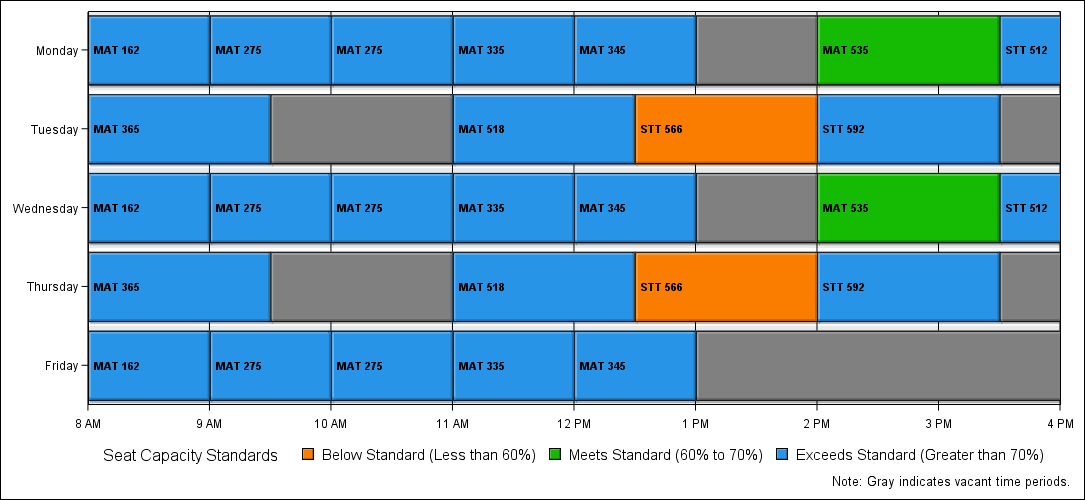 Monday MAT 162 MAT 275 MAT 275 MAT 335 MAT 345 MAT 535 STT 512
Tuesday MAT 365 MAT 518 STT 566 STT 592
Wednesday MAT 162 MAT 275 MAT 275 MAT 335 MAT 345 MAT 535 STT 512
Thursday MAT 365 MAT 518 STT 566 STT 592
Friday MAT 162 MAT 275 MAT 275 MAT 335 MAT 345
8 AM 9 AM 10 AM 11 AM 12 PM 1 PM 2 PM 3 PM 4 PM
Seat Capacity Standards Below Standard (Less than 60%) Meets Standard (60% to 70%) Exceeds Standard (Greater than 70%)
Note: Gray indicates vacant time periods.